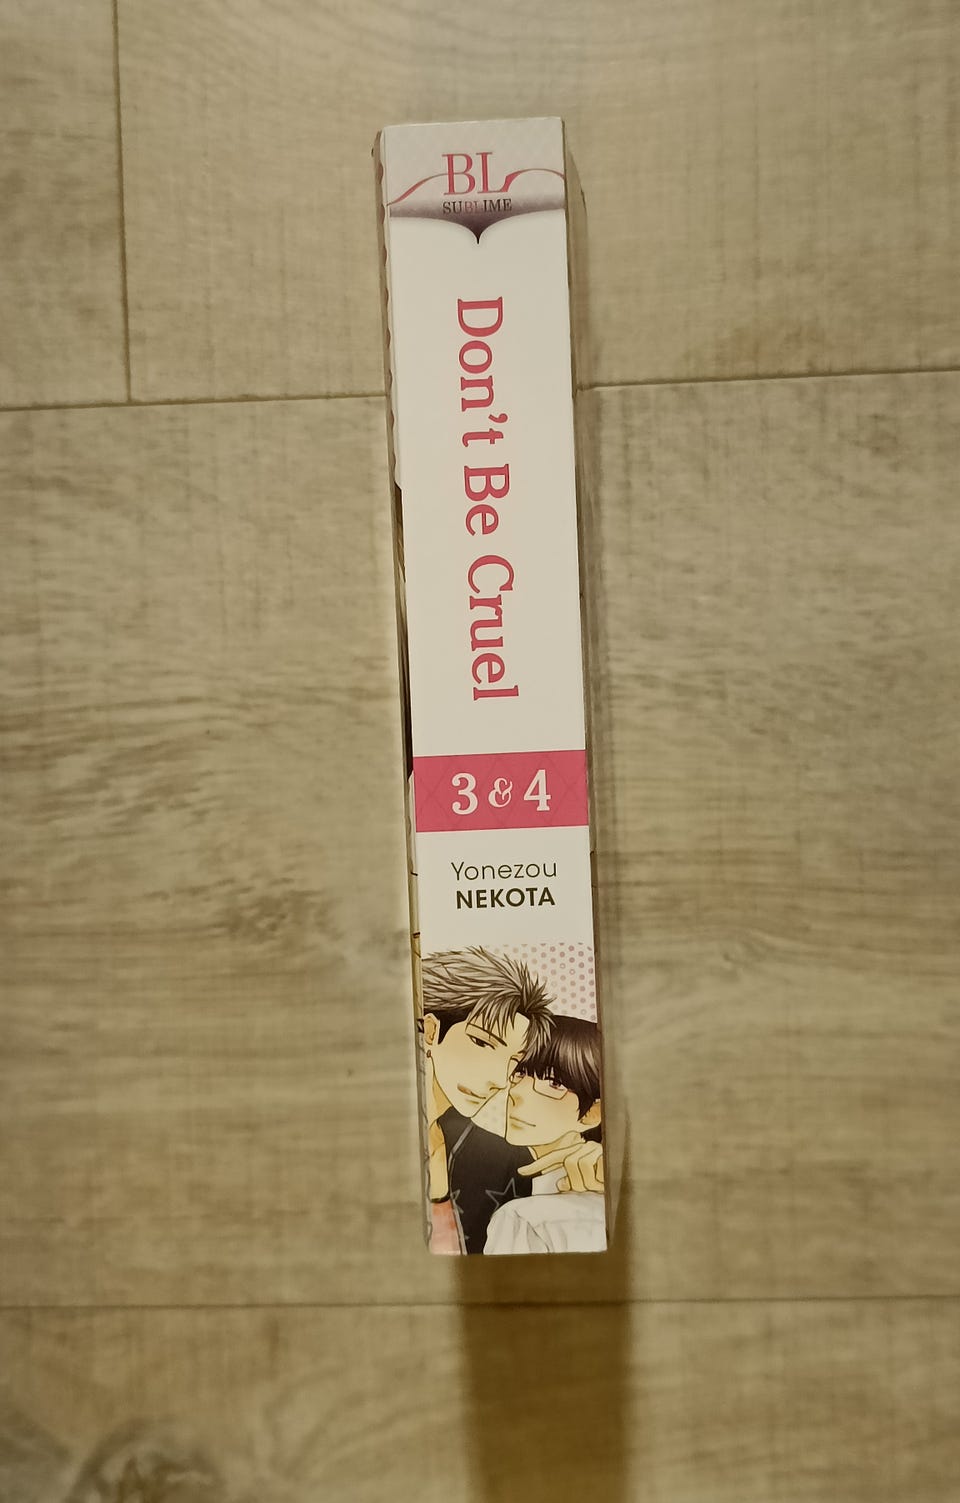 BL
SUBLIME
Don't Be Cruel
3 & 4
Yonezou
NEKOTA